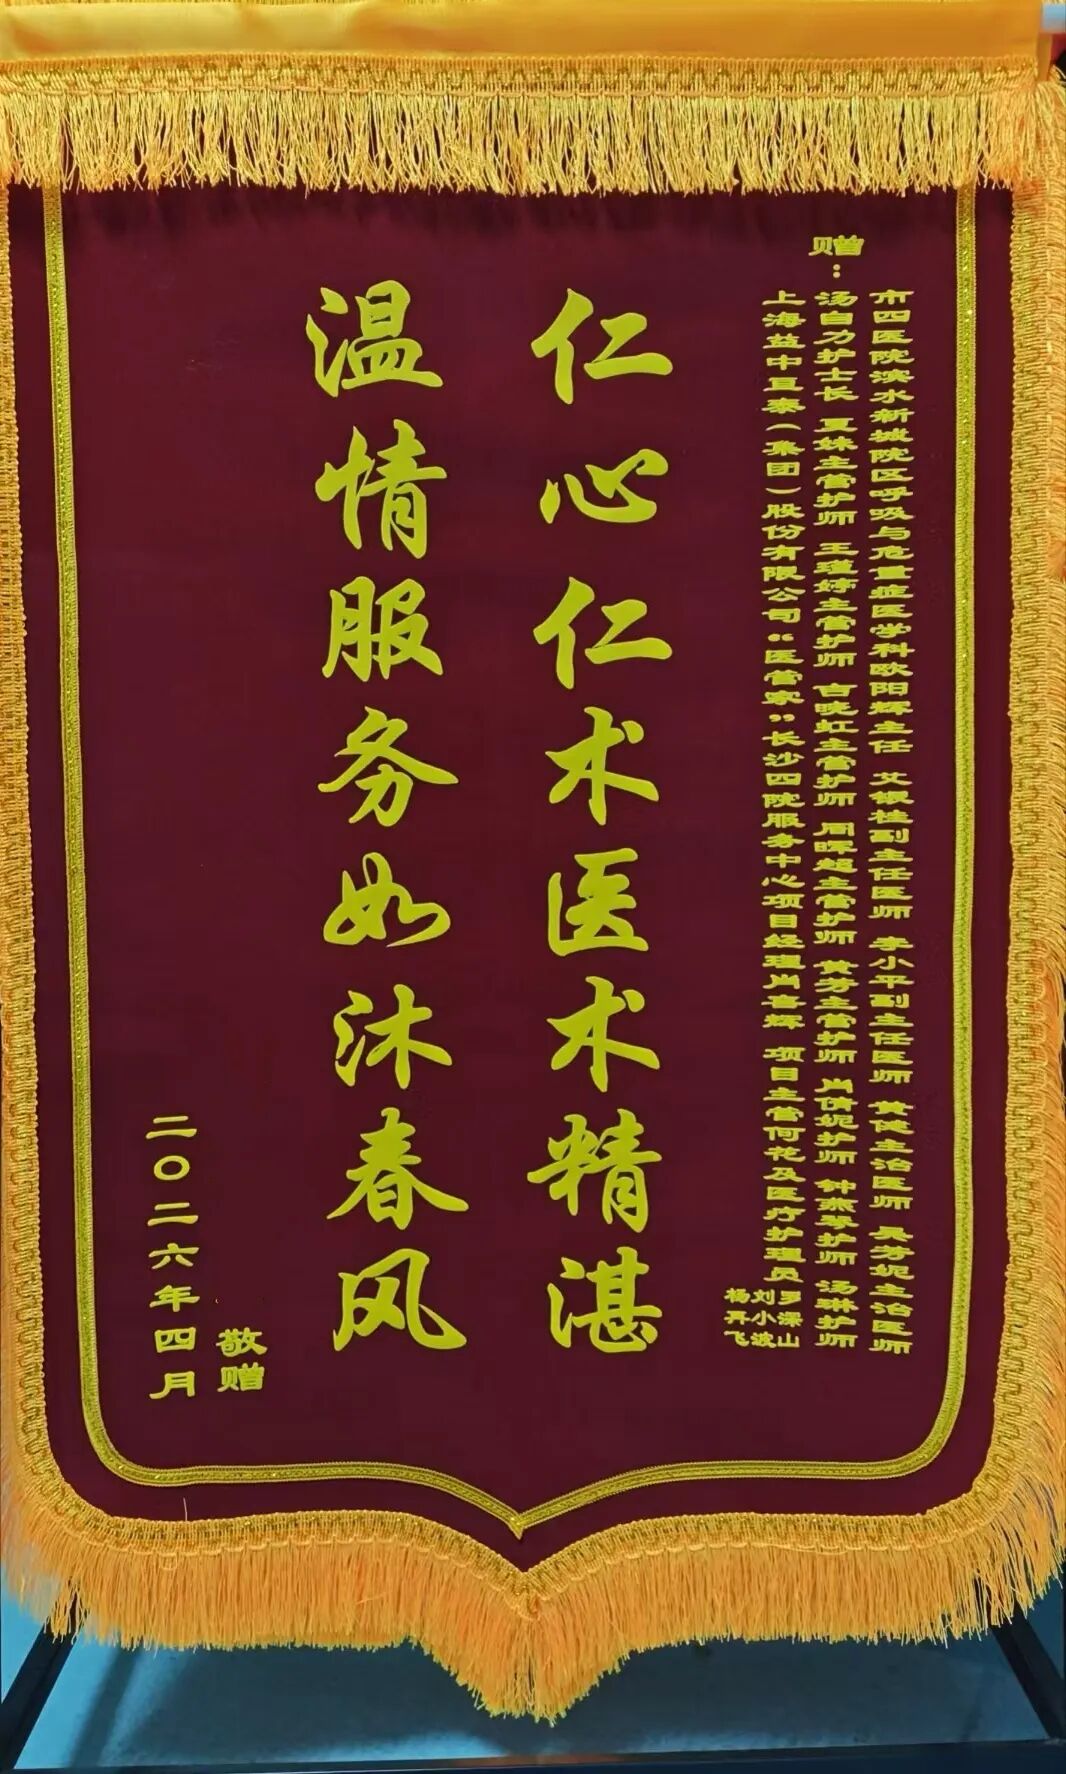 赠：
市四医院滨水新城院区呼吸与危重症医学科欧阳辉主任 艾银桂副主任医师 李小平副主任医师 黄健主治医师 吴芳妮主治医师
汤自力护士长 夏姝主管护师 王瑾婷主管护师 古晓虹主管护师 周晖超主管护师 黄芳主管护师 肖倩妮护师 钟燕琴护师 汤琳护师
上海益中亘泰（集团）股份有限公司“医管家”长沙四院服务中心项目经理肖喜辉 项目主管何花及医疗护理员
罗深山
刘小波
杨开飞
仁心仁术医术精湛
温情服务如沐春风
敬赠
二〇二六年四月